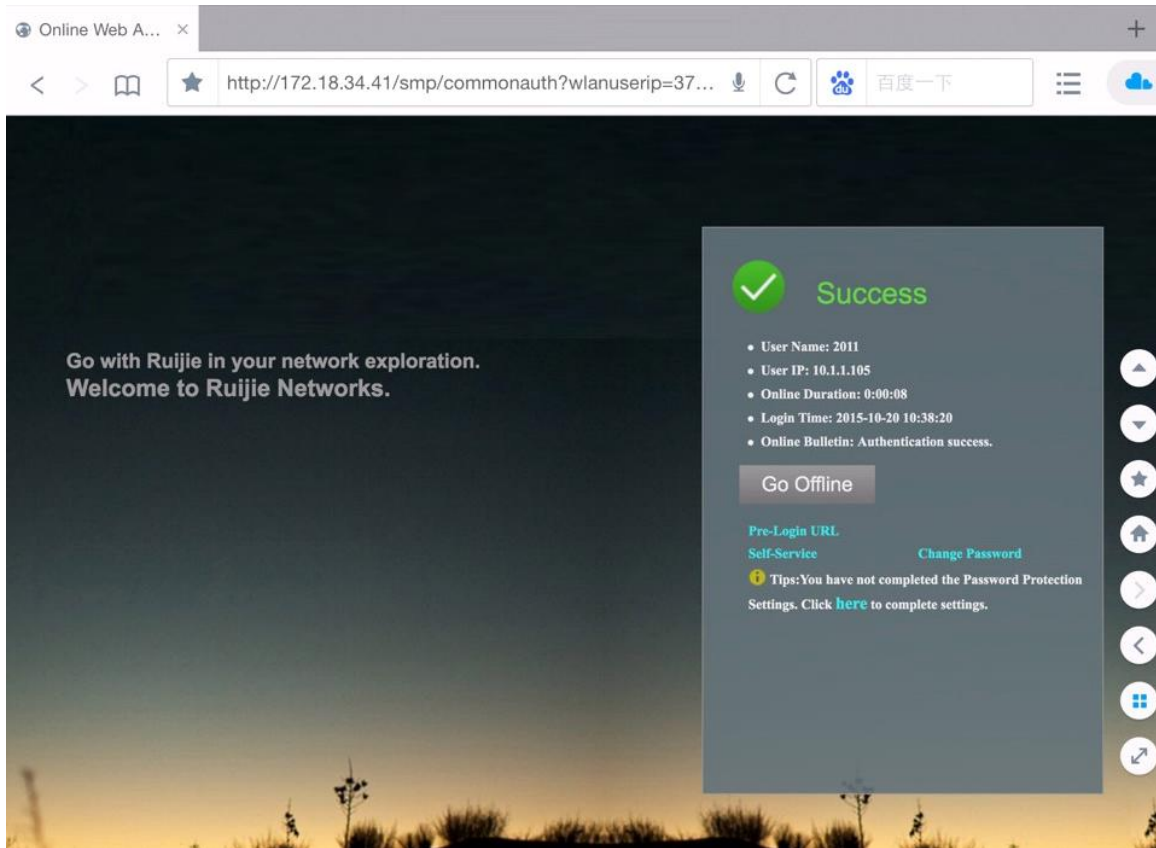 Online Web A...
http://172.18.34.41/smp/commonauth?wlanuserip=37...
du
百度一下
Success
Go with Ruijie in your network exploration.
Welcome to Ruijie Networks.
• User Name: 2011
• User IP: 10.1.1.105
• Online Duration: 0:00:08
• Login Time: 2015-10-20 10:38:20
• Online Bulletin: Authentication success.
Go Offline
Pre-Login URL
Self-Service Change Password
Tips:You have not completed the Password Protection
Settings. Click here to complete settings.